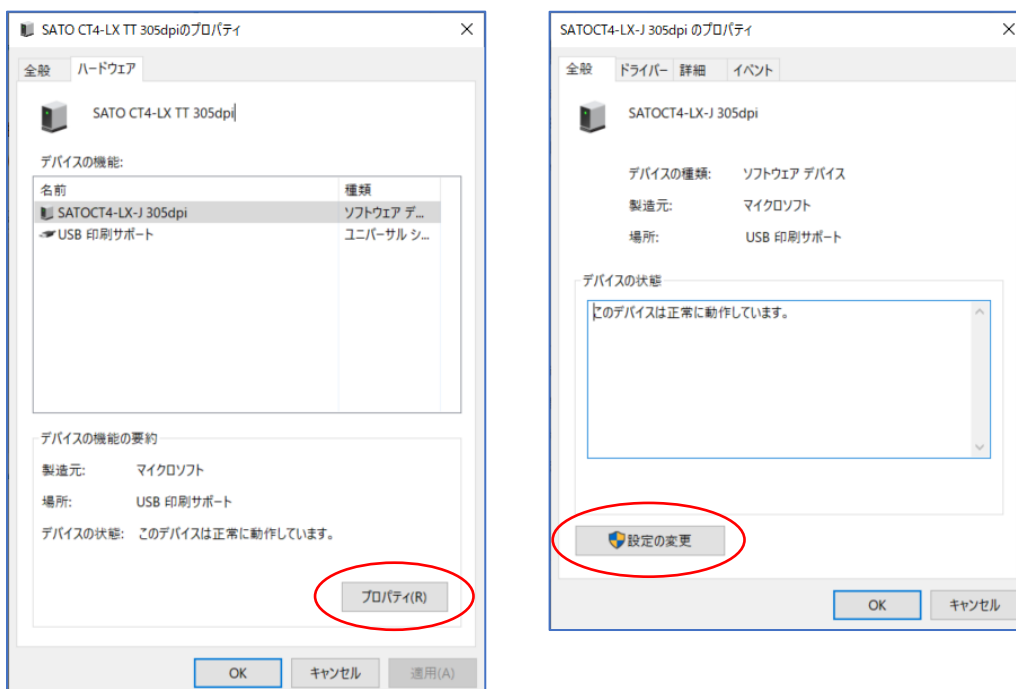 SATO CT4-LX TT 305dpiのプロパティ
全般 ハードウェア
SATO CT4-LX TT 305dpi
デバイスの機能:
名前 種類
SATOCT4-LX-J 305dpi ソフトウェア デ...
USB 印刷サポート ユニバーサル シ...
デバイスの機能の要約
製造元: マイクロソフト
場所: USB 印刷サポート
デバイスの状態: このデバイスは正常に動作しています。
プロパティ(R)
OK キャンセル 適用(A)
SATOCT4-LX-J 305dpi のプロパティ
全般 ドライバー 詳細 イベント
SATOCT4-LX-J 305dpi
デバイスの種類: ソフトウェア デバイス
製造元: マイクロソフト
場所: USB 印刷サポート
デバイスの状態
このデバイスは正常に動作しています。
設定の変更
OK キャンセル